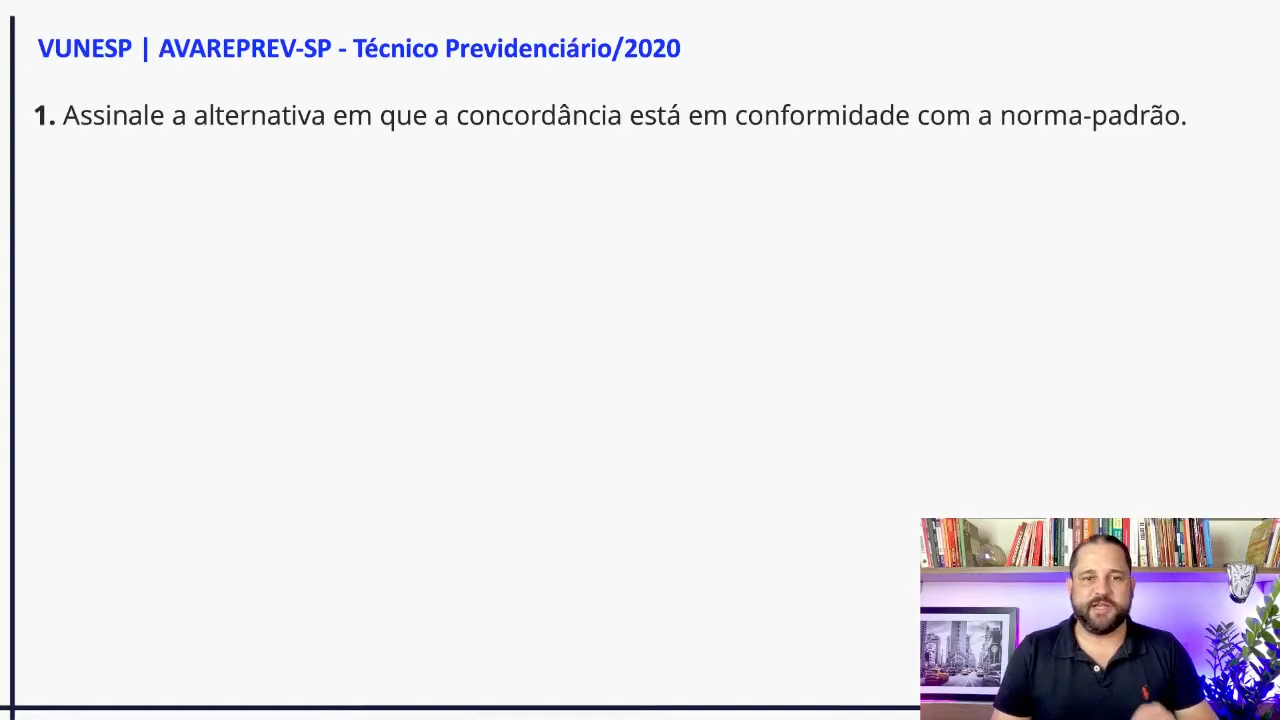 VUNESP | AVAREPREV-SP - Técnico Previdenciário/2020
1. Assinale a alternativa em que a concordância está em conformidade com a norma-padrão.